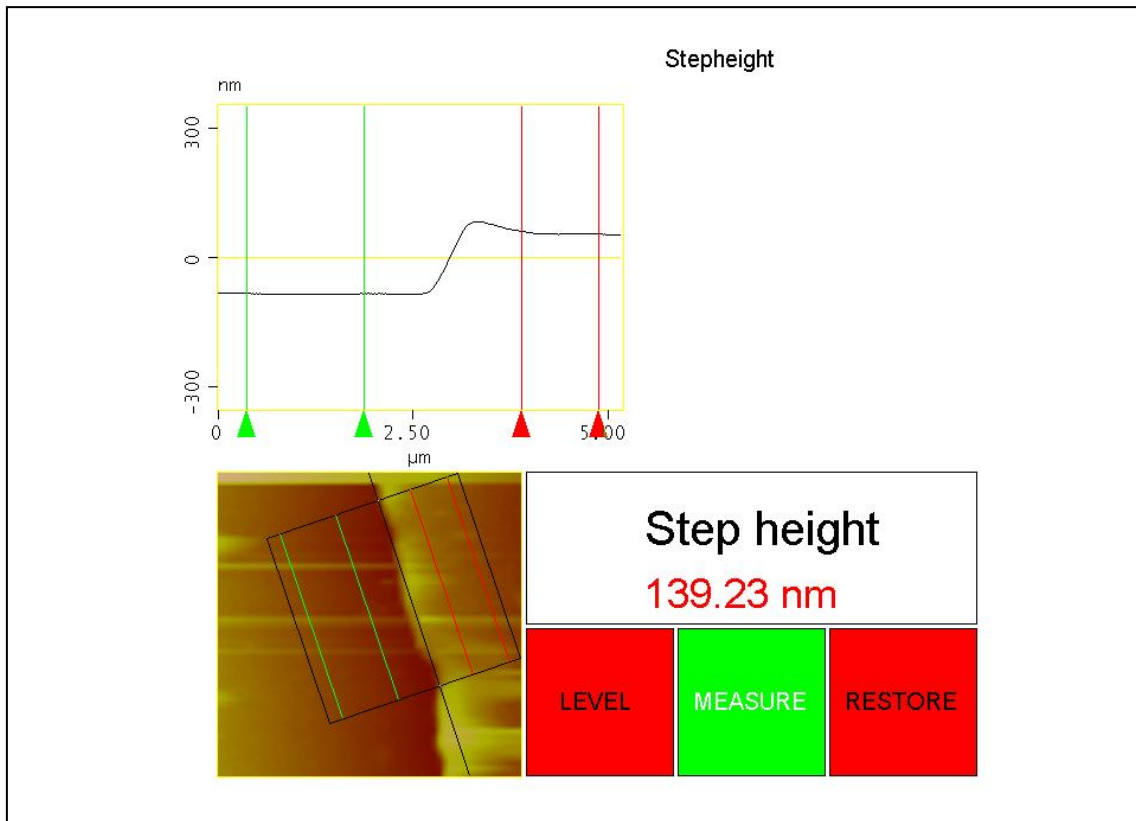 Stepheight
nm
300
0
-300
0
2.50
5.00
µm
Step height
139.23 nm
LEVEL
MEASURE
RESTORE